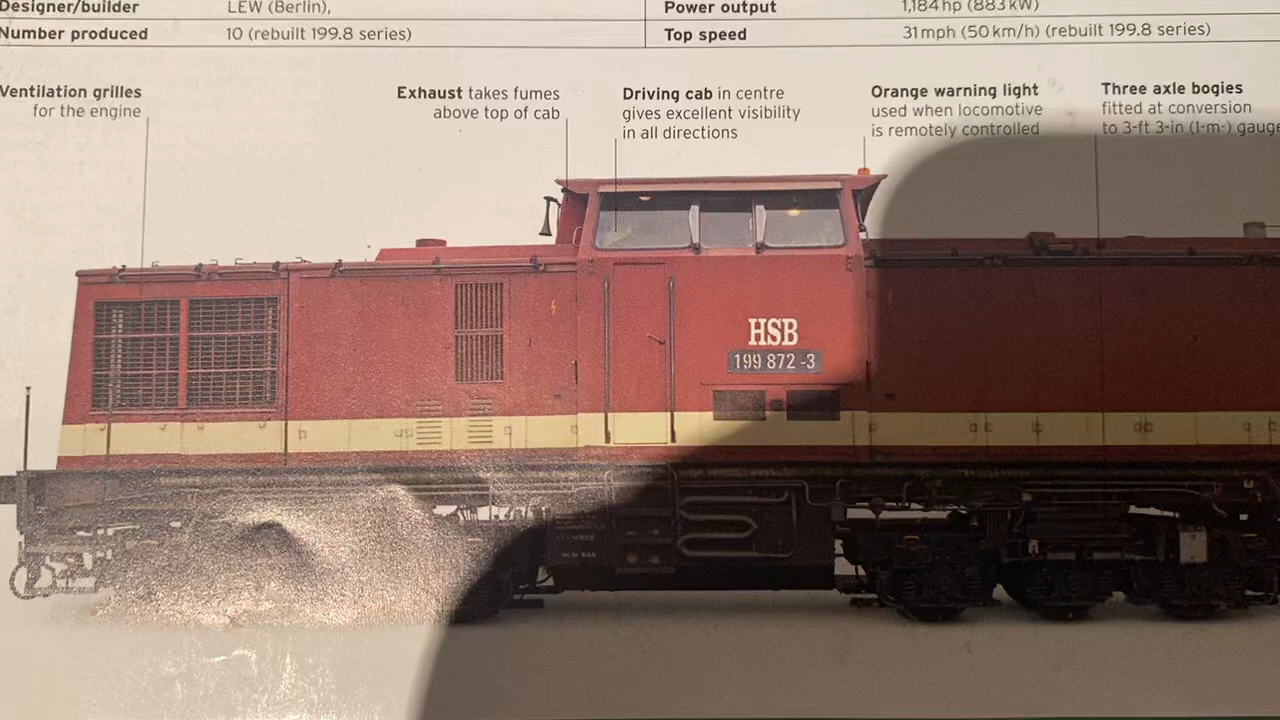 Designer/builder LEW (Berlin), Power output 1,184 hp (883 kW)
Number produced 10 (rebuilt 199.8 series) Top speed 31 mph (50 km/h) (rebuilt 199.8 series)
Ventilation grilles
for the engine
Exhaust takes fumes
above top of cab
Driving cab in centre
gives excellent visibility
in all directions
Orange warning light
used when locomotive
is remotely controlled
Three axle bogies
fitted at conversion
to 3-ft 3-in (1-m-) gauge
HSB
199 872 -3